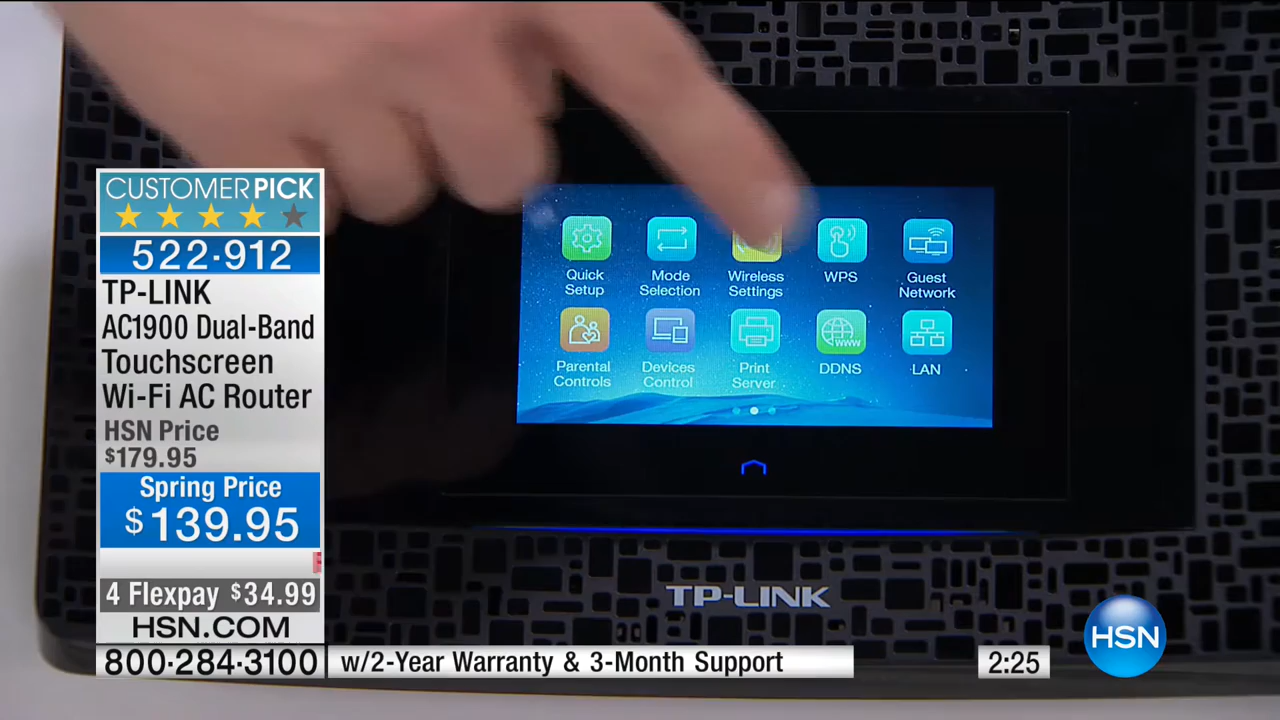 CUSTOMER PICK
522·912
TP-LINK
AC1900 Dual-Band
Touchscreen
Wi-Fi AC Router
HSN Price
$179.95
Spring Price
$139.95
4 Flexpay $34.99
HSN.COM
800·284·3100
w/2-Year Warranty & 3-Month Support
2:25
HSN
Quick
Setup
Mode
Selection
Wireless
Settings
WPS
Guest
Network
Parental
Controls
Devices
Control
Print
Server
www
DDNS
LAN
TP-LINK